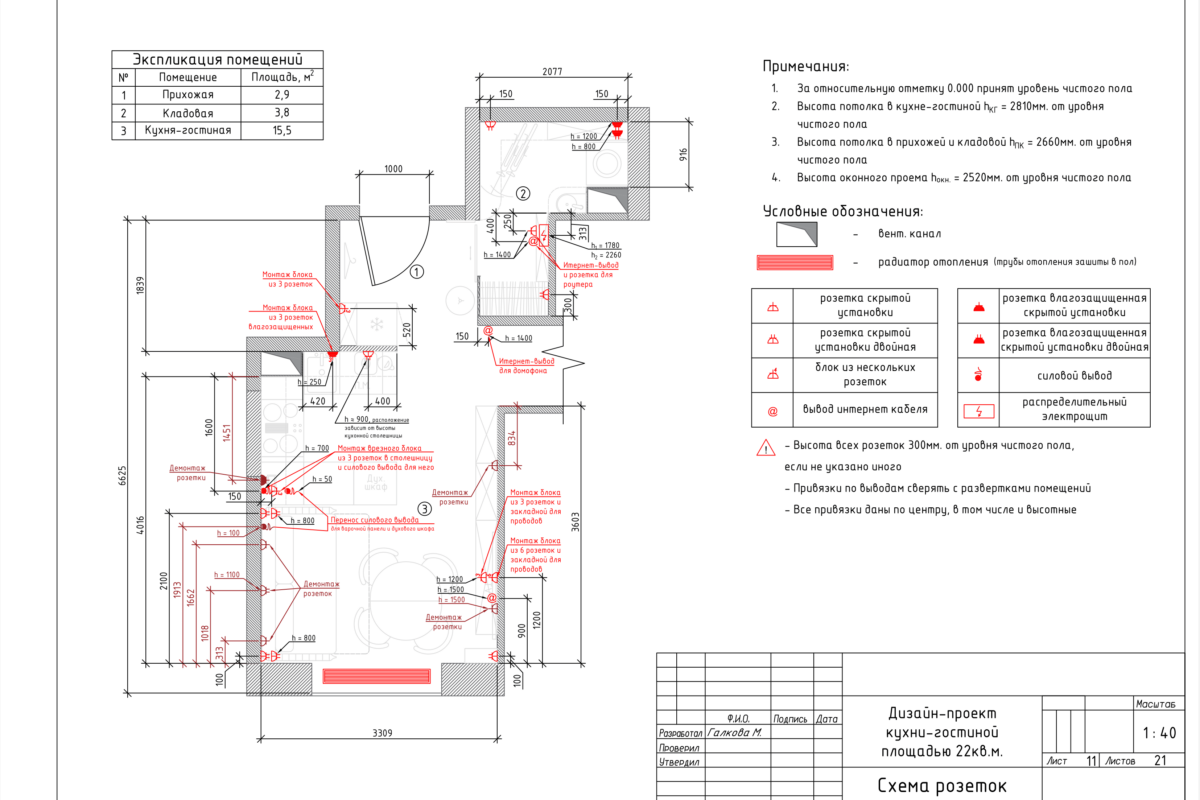 Экспликация помещений
№ Помещение Площадь, м2
1 Прихожая 2,9
2 Кладовая 3,8
3 Кухня-гостиная 15,5
2077
150
150
h = 1200
h = 800
916
1000
2
250
400
313
h = 1400
h1 = 1780
h2 = 2260
Итернет-вывод
и розетка для
роутера
300
1
1839
Монтаж блока
из 3 розеток
Монтаж блока
из 3 розеток
влагозащищенных
520
150
h = 1400
Итернет-вывод
для домофона
h = 250
420
400
h = 900, расположение
зависит от высоты
кухонной столешницы
1600
1451
834
h = 700
Монтаж врезного блока
из 3 розеток в столешницу
и силового вывода для него
Демонтаж
розетки
h = 50
Дух.
шкаф
150
6625
4016
3
Демонтаж
розетки
Монтаж блока
из 3 розеток и
закладной для
проводов
h = 800
Перенос силового вывода
для варочной панели и духового шкафа
h = 100
3603
Монтаж блока
из 6 розеток и
закладной для
проводов
2100
1913
1662
h = 1100
Демонтаж
розеток
h = 1200
h = 1500
h = 1500
Демонтаж
розетки
1018
313
h = 800
900
1200
100
100
3309
Примечания:
1. За относительную отметку 0.000 принят уровень чистого пола
2. Высота потолка в кухне-гостиной hКГ = 2810мм. от уровня
чистого пола
3. Высота потолка в прихожей и кладовой hПК = 2660мм. от уровня
чистого пола
4. Высота оконного проема hокн. = 2520мм. от уровня чистого пола
Условные обозначения:
– вент. канал
– радиатор отопления (трубы отопления зашиты в пол)
розетка скрытой
установки
розетка скрытой
установки двойная
блок из нескольких
розеток
@ вывод интернет кабеля
розетка влагозащищенная
скрытой установки
розетка влагозащищенная
скрытой установки двойная
силовой вывод
распределительный
электрощит
– Высота всех розеток 300мм. от уровня чистого пола,
если не указано иного
– Привязки по выводам сверять с развертками помещений
– Все привязки даны по центру, в том числе и высотные
Ф.И.О. Подпись Дата
Разработал Галкова М.
Проверил
Утвердил
Дизайн-проект
кухни-гостиной
площадью 22кв.м.
Масштаб
1 : 40
Лист 11 Листов 21
Схема розеток